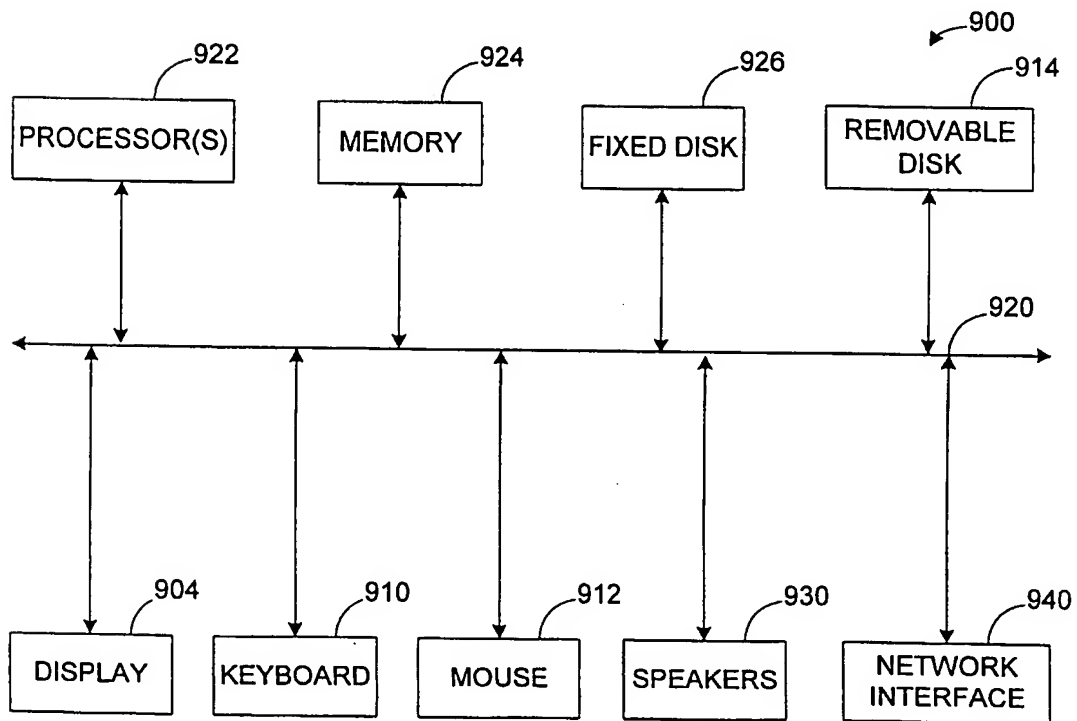 900
922
924
926
914
PROCESSOR(S)
MEMORY
FIXED DISK
REMOVABLE
DISK
920
904
910
912
930
940
DISPLAY
KEYBOARD
MOUSE
SPEAKERS
NETWORK
INTERFACE